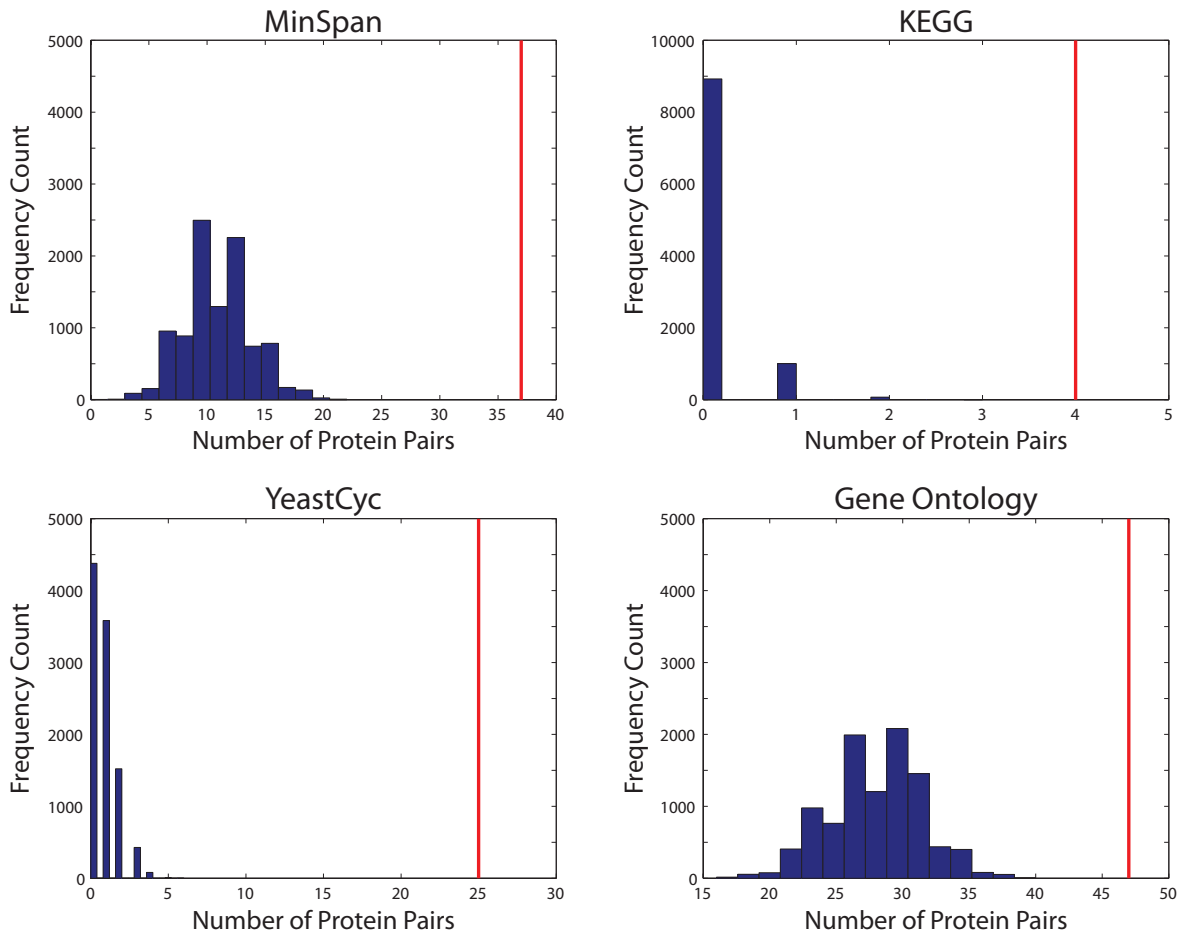 MinSpan
5000
4000
3000
2000
1000
0
Frequency Count
0 5 10 15 20 25 30 35 40
Number of Protein Pairs
KEGG
10000
8000
6000
4000
2000
0
Frequency Count
0 1 2 3 4 5
Number of Protein Pairs
YeastCyc
5000
4000
3000
2000
1000
0
Frequency Count
0 5 10 15 20 25 30
Number of Protein Pairs
Gene Ontology
5000
4000
3000
2000
1000
0
Frequency Count
15 20 25 30 35 40 45 50
Number of Protein Pairs